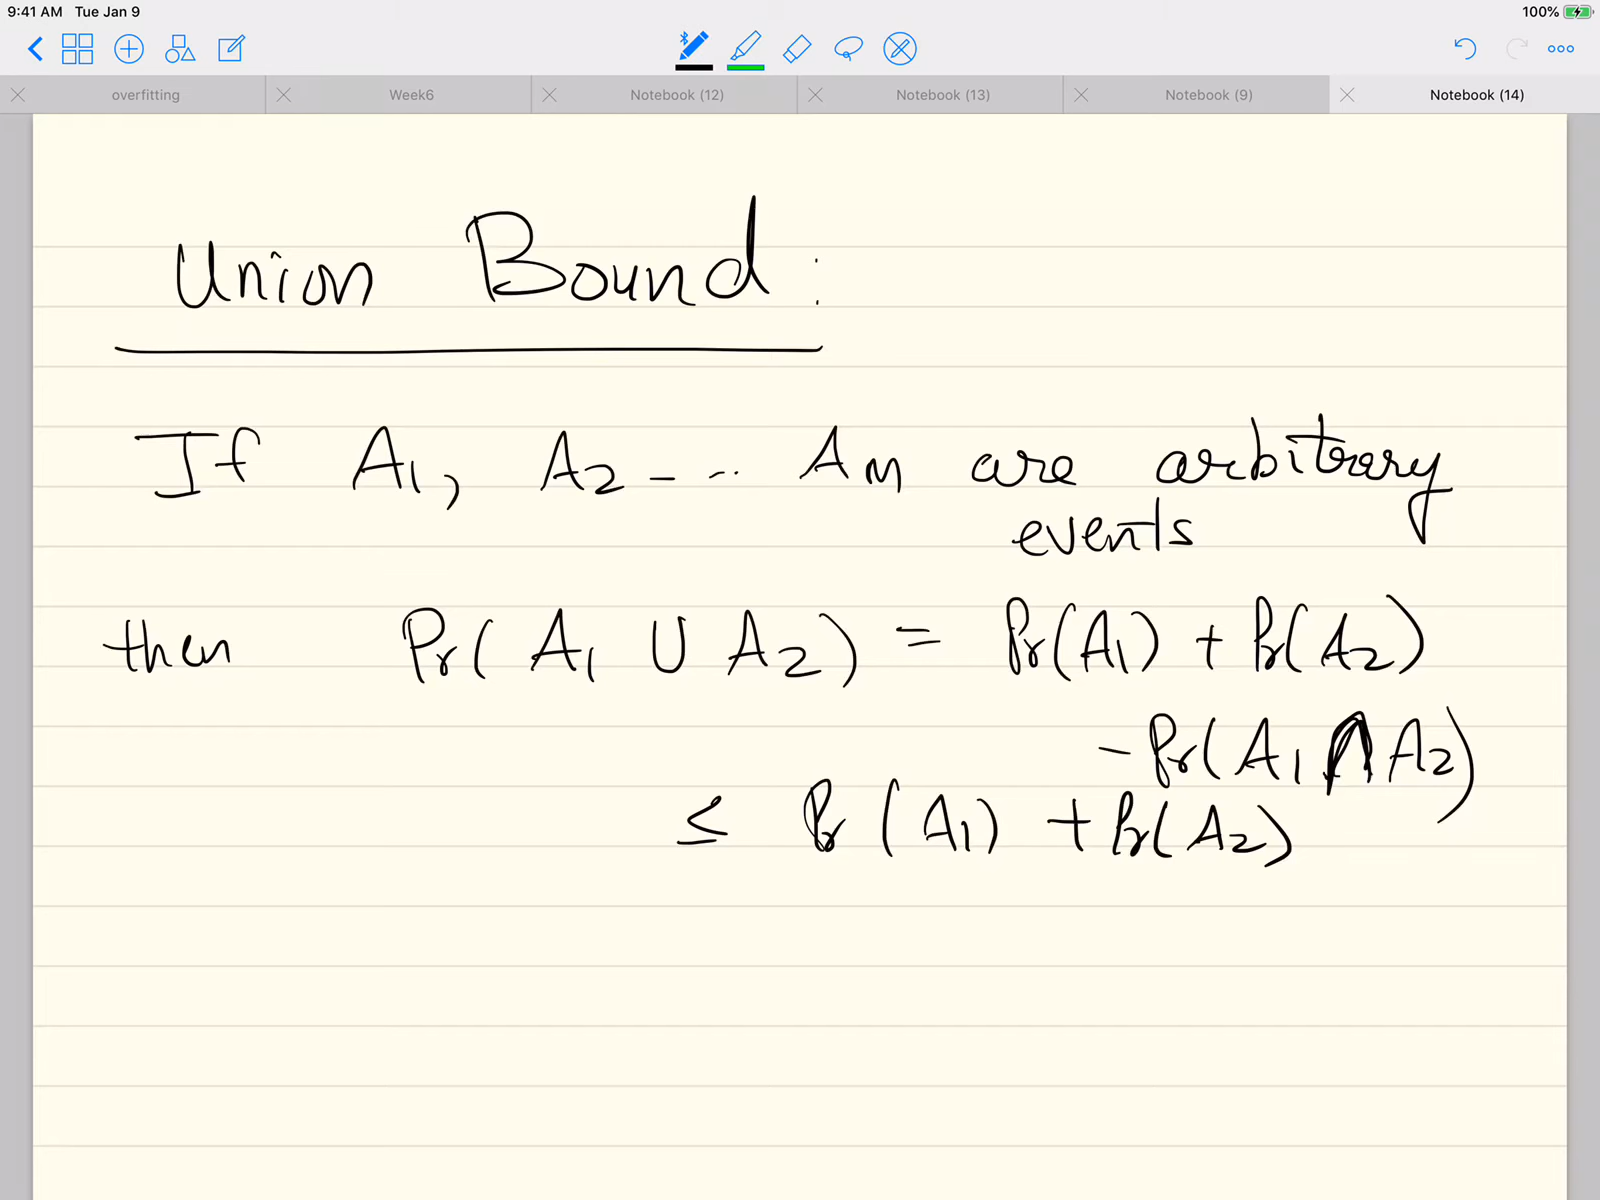 9:41 AM Tue Jan 9 100%
overfitting Week6 Notebook (12) Notebook (13) Notebook (9) Notebook (14)
Union Bound:
If A₁, A₂ - ... Aₘ are arbitrary
events
then Pr( A₁ ∪ A₂) = Pr(A₁) + Pr(A₂)
- Pr(A₁ ∩ A₂)
≤ Pr (A₁) + Pr(A₂)